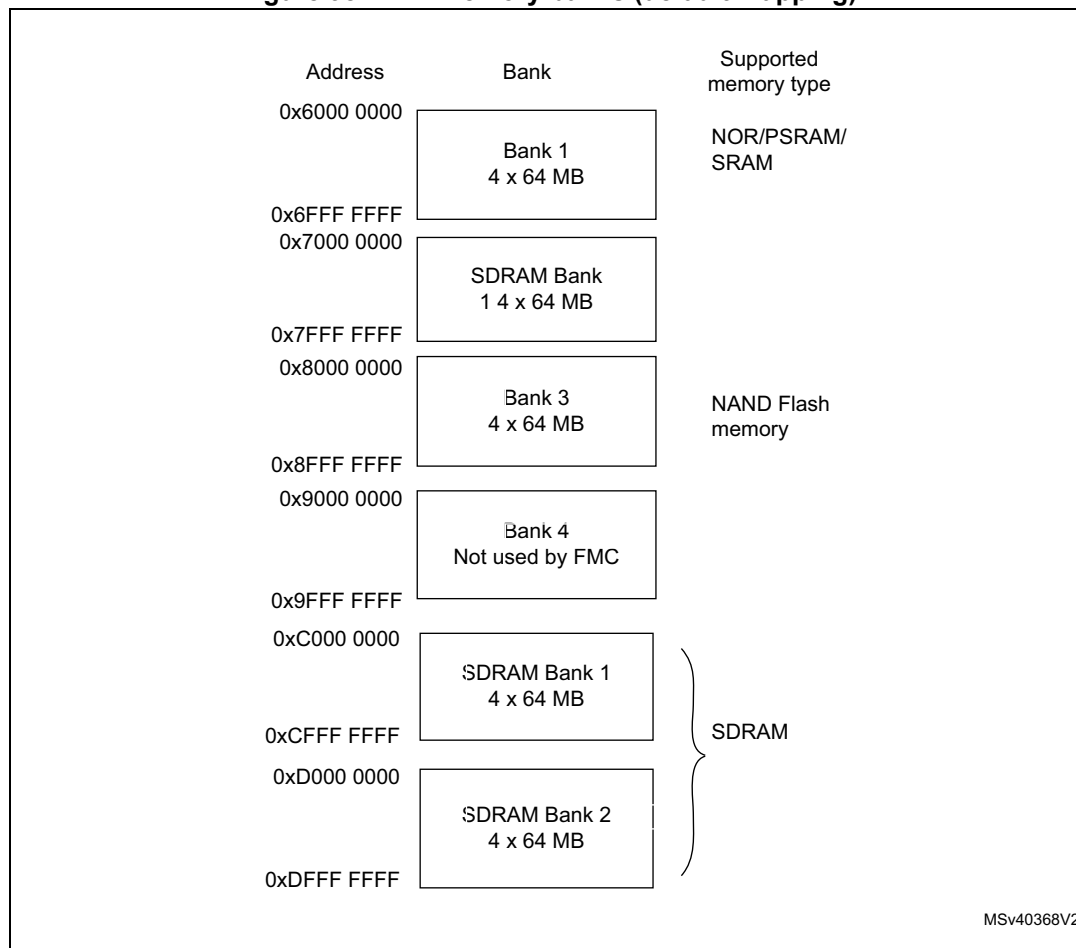 Address
Bank
Supported
memory type
0x6000 0000
Bank 1
4 x 64 MB
NOR/PSRAM/
SRAM
0x6FFF FFFF
0x7000 0000
SDRAM Bank
1 4 x 64 MB
0x7FFF FFFF
0x8000 0000
Bank 3
4 x 64 MB
NAND Flash
memory
0x8FFF FFFF
0x9000 0000
Bank 4
Not used by FMC
0x9FFF FFFF
0xC000 0000
SDRAM Bank 1
4 x 64 MB
0xCFFF FFFF
SDRAM
0xD000 0000
SDRAM Bank 2
4 x 64 MB
0xDFFF FFFF
MSv40368V2